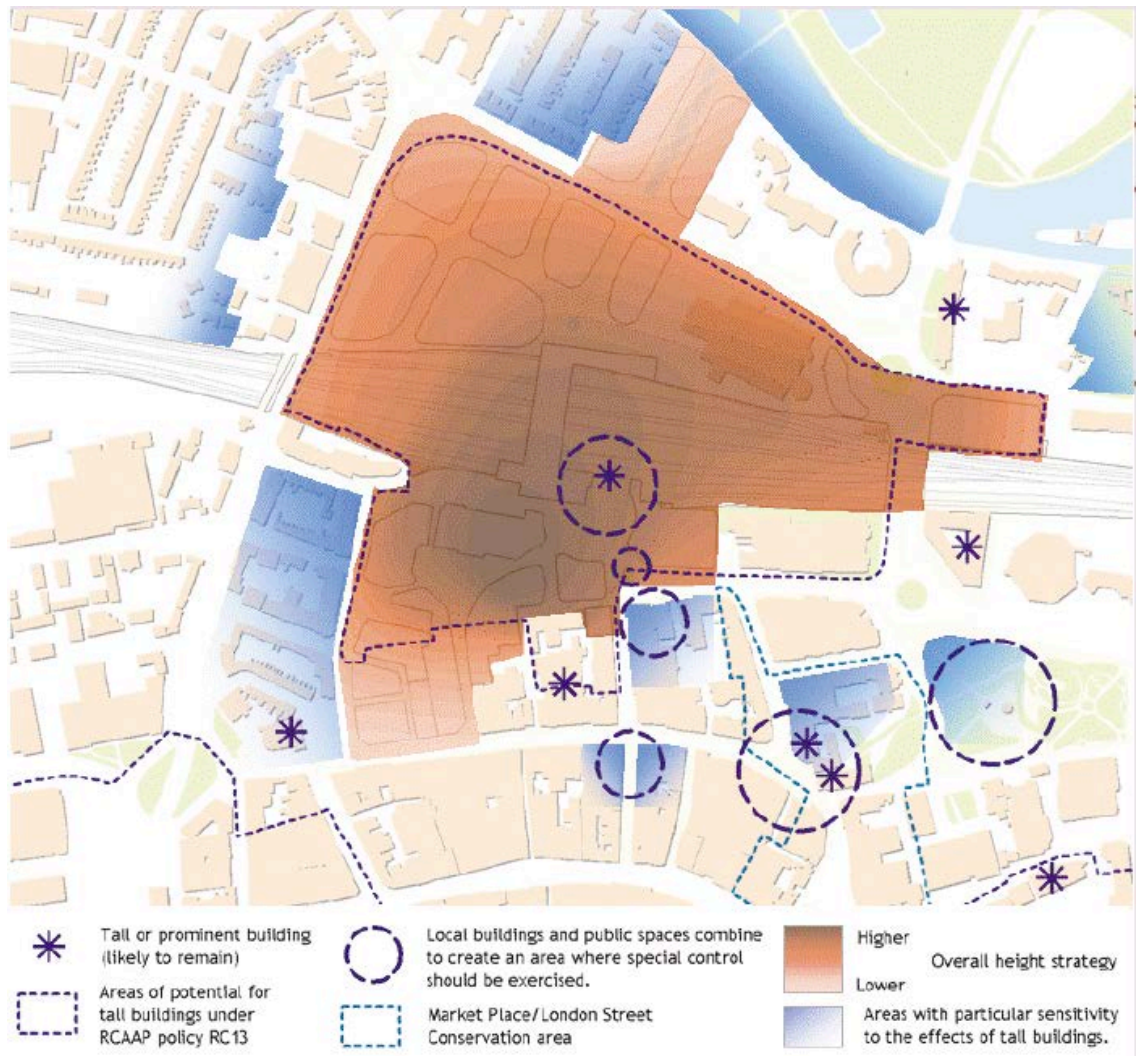 Tall or prominent building
(likely to remain)
Areas of potential for
tall buildings under
RCAAP policy RC13
Local buildings and public spaces combine
to create an area where special control
should be exercised.
Market Place/London Street
Conservation area
Higher
Overall height strategy
Lower
Areas with particular sensitivity
to the effects of tall buildings.